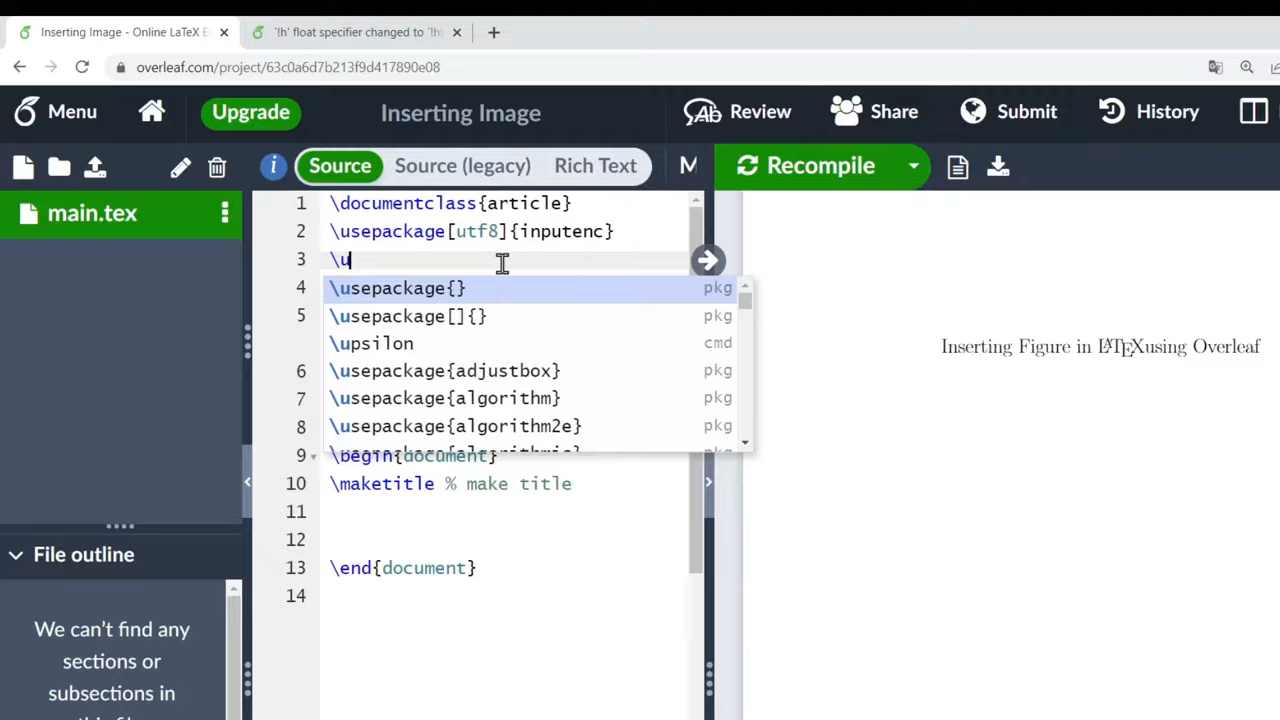 Inserting Image - Online LaTeX E
'!h' float specifier changed to '!ht
overleaf.com/project/63c0a6d7b213f9d417890e08
Menu
Upgrade
Inserting Image
Review
Share
Submit
History
Source
Source (legacy)
Rich Text
M
Recompile
main.tex
1 \documentclass{article}
2 \usepackage[utf8]{inputenc}
3 \u
4
5
6
7
8
\usepackage{} pkg
\usepackage[]{} pkg
\upsilon cmd
\usepackage{adjustbox} pkg
\usepackage{algorithm} pkg
\usepackage{algorithm2e} pkg
9 \begin{document}
10 \maketitle % make title
11
12
13 \end{document}
14
Inserting Figure in LATEXusing Overleaf
File outline
We can't find any
sections or
subsections in